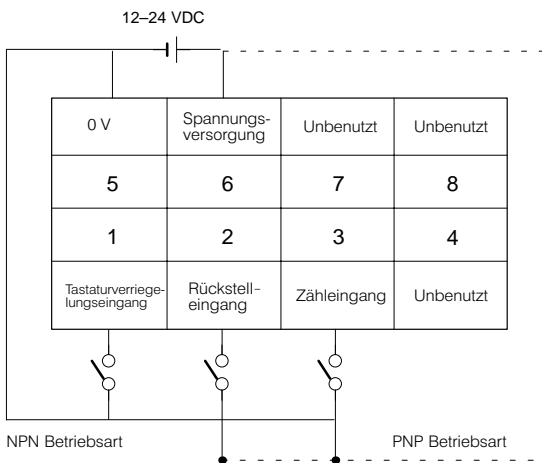 12–24 VDC
0 V
Spannungs-
versorgung
Unbenutzt
Unbenutzt
5
6
7
8
1
2
3
4
Tastaturverriege-
lungseingang
Rückstell-
eingang
Zähleingang
Unbenutzt
NPN Betriebsart
PNP Betriebsart